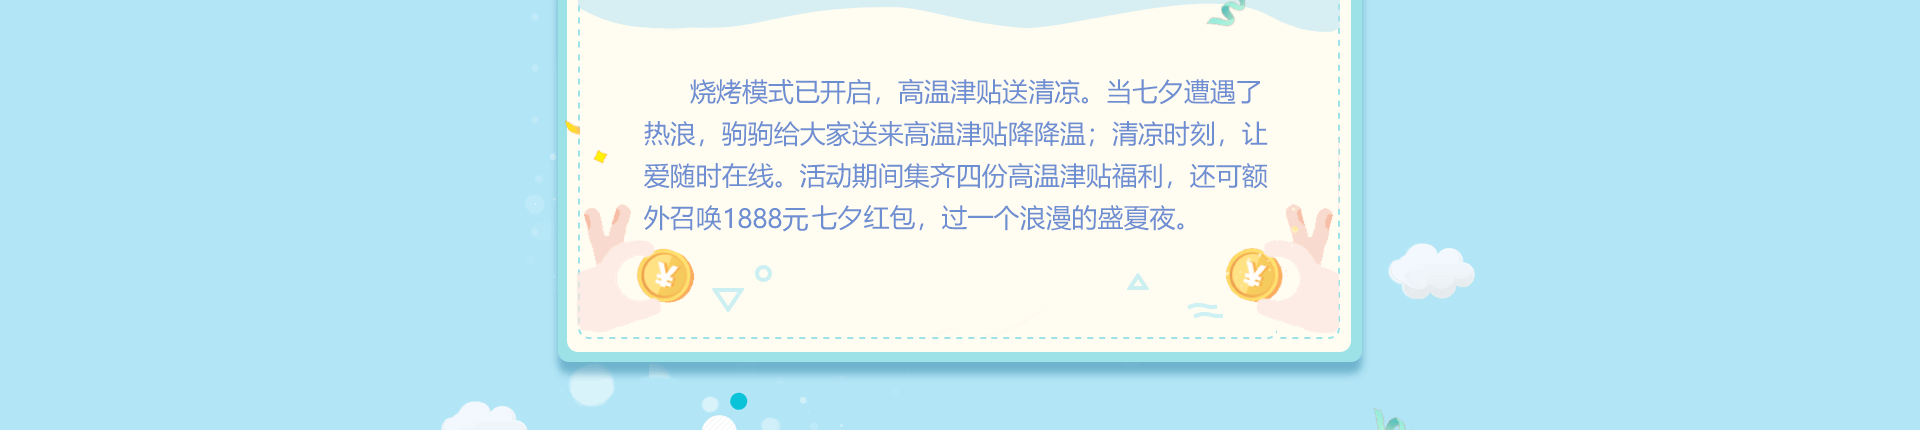 烧烤模式已开启，高温津贴送清凉。当七夕遭遇了
热浪，驹驹给大家送来高温津贴降降温；清凉时刻，让
爱随时在线。活动期间集齐四份高温津贴福利，还可额
外召唤1888元七夕红包，过一个浪漫的盛夏夜。
¥ ¥